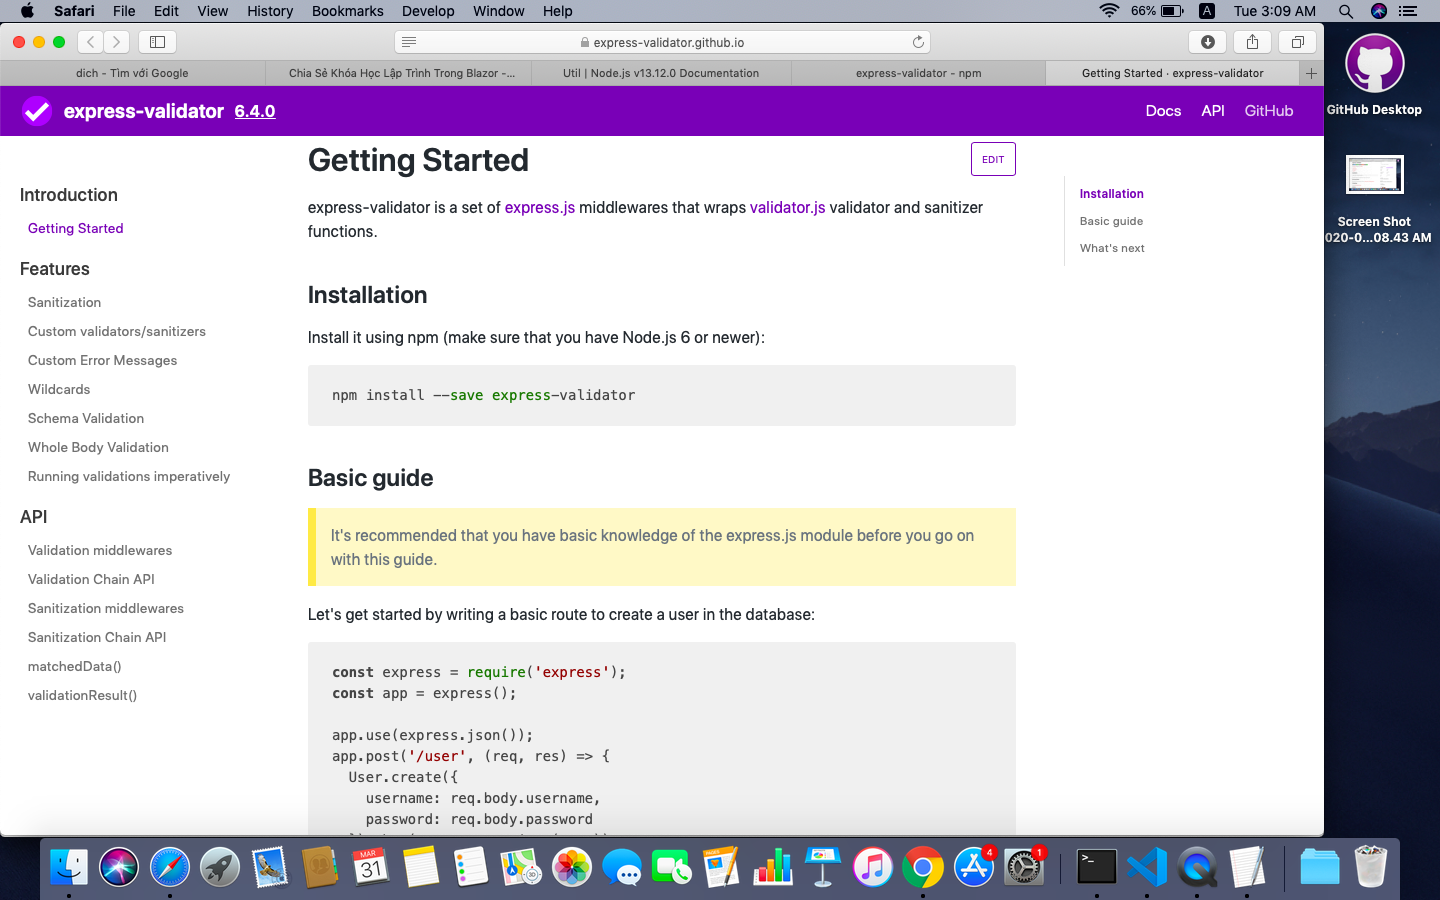 Safari File Edit View History Bookmarks Develop Window Help 66% A Tue 3:09 AM
express-validator.github.io
dich - Tìm với Google
Chia Sẻ Khóa Học Lập Trình Trong Blazor -...
Util | Node.js v13.12.0 Documentation
express-validator - npm
Getting Started · express-validator
express-validator 6.4.0
Docs API GitHub
Introduction
Getting Started
Features
Sanitization
Custom validators/sanitizers
Custom Error Messages
Wildcards
Schema Validation
Whole Body Validation
Running validations imperatively
API
Validation middlewares
Validation Chain API
Sanitization middlewares
Sanitization Chain API
matchedData()
validationResult()
Getting Started
EDIT
express-validator is a set of express.js middlewares that wraps validator.js validator and sanitizer
functions.
Installation
Install it using npm (make sure that you have Node.js 6 or newer):
npm install --save express-validator
Basic guide
It's recommended that you have basic knowledge of the express.js module before you go on
with this guide.
Let's get started by writing a basic route to create a user in the database:
const express = require('express');
const app = express();
app.use(express.json());
app.post('/user', (req, res) => {
User.create({
username: req.body.username,
password: req.body.password
Installation
Basic guide
What's next
GitHub Desktop
Screen Shot
020-0...08.43 AM
MAR
31
4
1